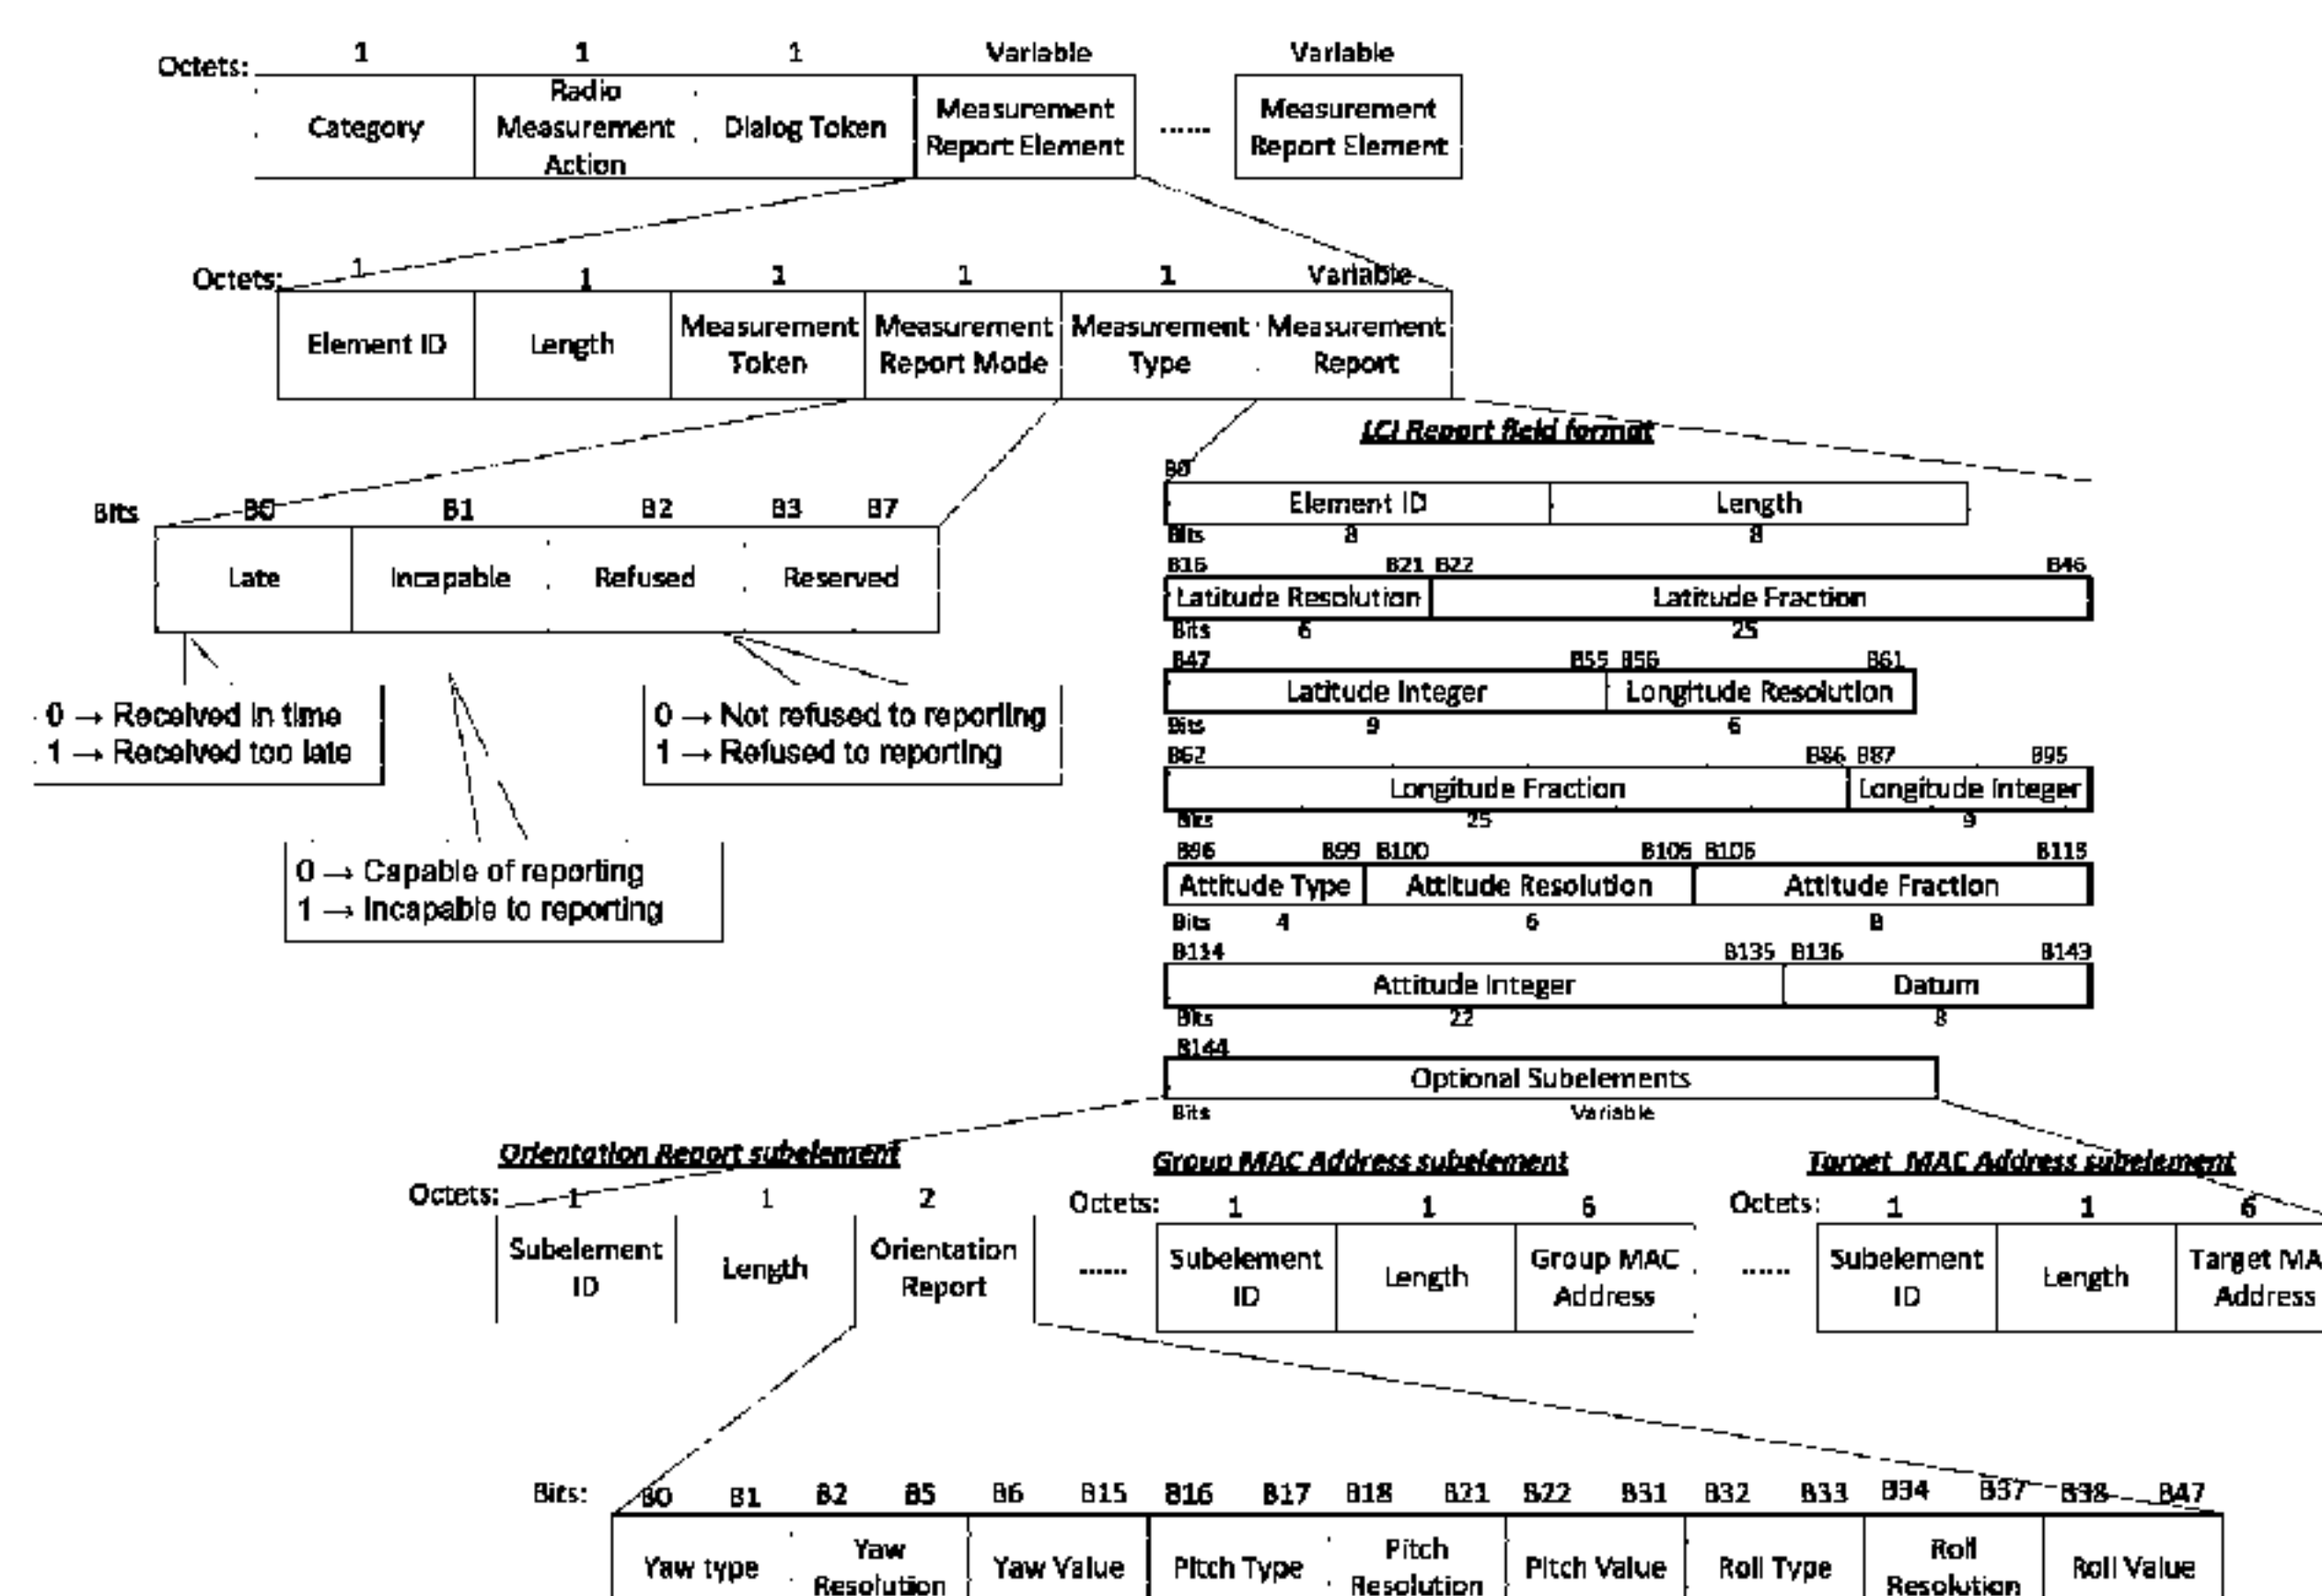 Octets: 1 1 1 Variable Variable
Category
Radio
Measurement
Action
Dialog Token
Measurement
Report Element
......
Measurement
Report Element
Octets: 1 1 1 1 1 Variable
Element ID
Length
Measurement
Token
Measurement
Report Mode
Measurement
Type
Measurement
Report
LCI Report field format
Bits B0 B1 B2 B3 B7
Late Incapable Refused Reserved
0 → Received in time
1 → Received too late
0 → Not refused to reporting
1 → Refused to reporting
0 → Capable of reporting
1 → Incapable to reporting
B0
Element ID Length
Bits 8 8
B16 B21 B22 B46
Latitude Resolution Latitude Fraction
Bits 6 25
B47 B55 B56 B61
Latitude Integer Longitude Resolution
Bits 9 6
B62 B86 B87 B95
Longitude Fraction Longitude Integer
Bits 25 9
B96 B99 B100 B105 B106 B113
Attitude Type Attitude Resolution Attitude Fraction
Bits 4 6 8
B114 B135 B136 B143
Attitude Integer Datum
Bits 22 8
B144
Optional Subelements
Bits Variable
Orientation Report subelement
Octets: 1 1 2
Subelement
ID
Length
Orientation
Report
......
Group MAC Address subelement
Octets: 1 1 6
Subelement
ID
Length
Group MAC
Address
......
Target MAC Address subelement
Octets: 1 1 6
Subelement
ID
Length
Target MA
Address
Bits: B0 B1 B2 B5 B6 B15 B16 B17 B18 B21 B22 B31 B32 B33 B34 B37 B38 B47
Yaw type
Yaw
Resolution
Yaw Value
Pitch Type
Pitch
Resolution
Pitch Value
Roll Type
Roll
Resolution
Roll Value